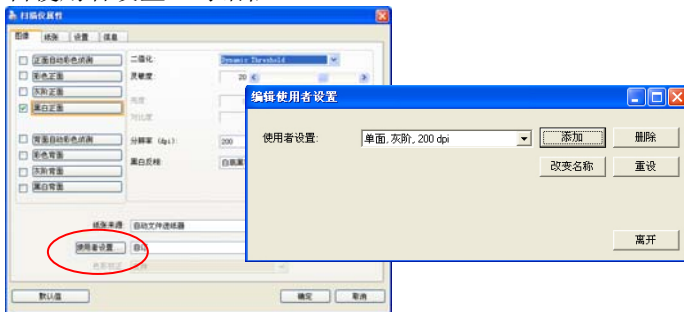 扫描仪属性
图像 纸张 设置 信息
正面自动彩色侦测 二值化: Dynamic Threshold
彩色正面 灵敏度: 20
灰阶正面 亮度:
黑白正面 对比度:
背面自动彩色侦测 分辨率 (dpi): 200
彩色背面 黑白反相:
灰阶背面
黑白背面
纸张来源 自动文件进纸器
使用者设置...
默认值 确定 取消
编辑使用者设置
使用者设置: 单面, 灰阶, 200 dpi 添加 删除
改变名称 重设
离开